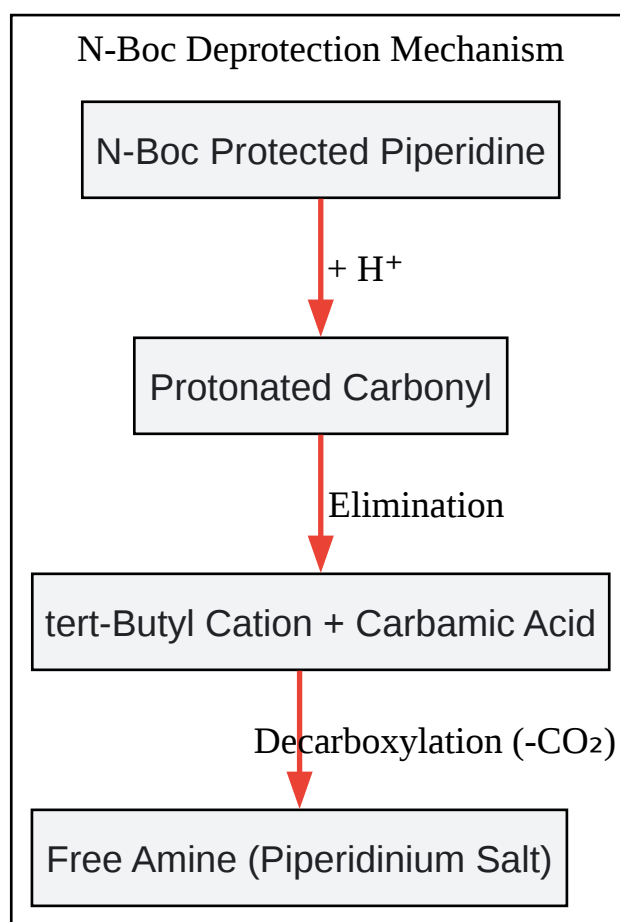 N-Boc Deprotection Mechanism
N-Boc Protected Piperidine
+ H⁺
Protonated Carbonyl
Elimination
tert-Butyl Cation + Carbamic Acid
Decarboxylation (-CO₂)
Free Amine (Piperidinium Salt)